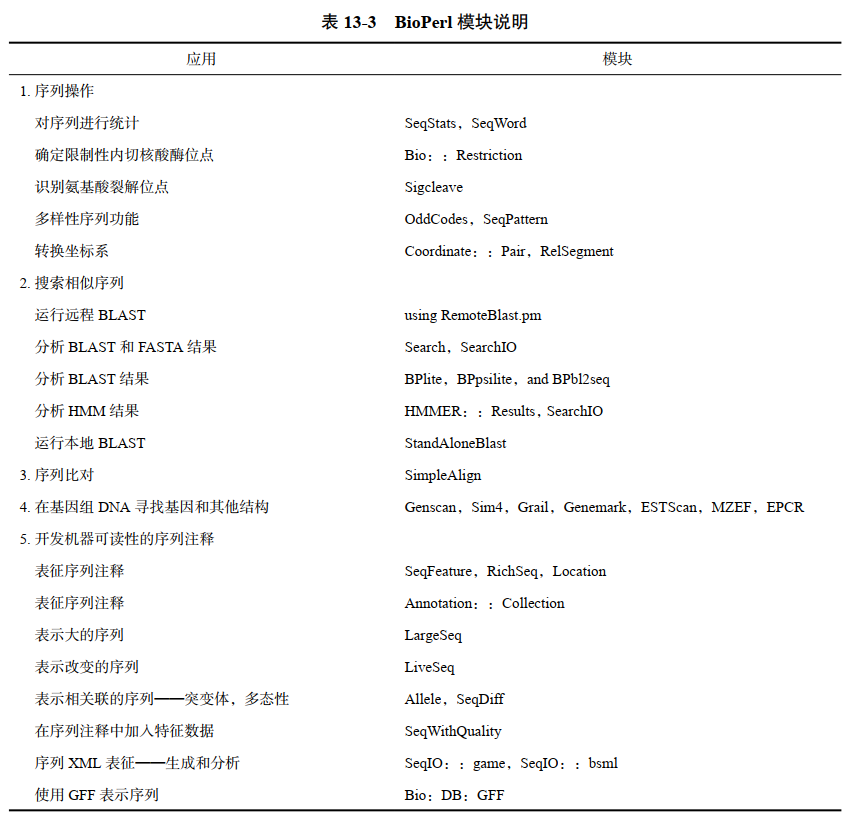 表 13-3 BioPerl 模块说明
应用 模块
1. 序列操作
对序列进行统计 SeqStats，SeqWord
确定限制性内切核酸酶位点 Bio：：Restriction
识别氨基酸裂解位点 Sigcleave
多样性序列功能 OddCodes，SeqPattern
转换坐标系 Coordinate：：Pair，RelSegment
2. 搜索相似序列
运行远程 BLAST using RemoteBlast.pm
分析 BLAST 和 FASTA 结果 Search，SearchIO
分析 BLAST 结果 BPlite，BPpsilite，and BPbl2seq
分析 HMM 结果 HMMER：：Results，SearchIO
运行本地 BLAST StandAloneBlast
3. 序列比对 SimpleAlign
4. 在基因组 DNA 寻找基因和其他结构 Genscan，Sim4，Grail，Genemark，ESTScan，MZEF，EPCR
5. 开发机器可读性的序列注释
表征序列注释 SeqFeature，RichSeq，Location
表征序列注释 Annotation：：Collection
表示大的序列 LargeSeq
表示改变的序列 LiveSeq
表示相关联的序列——突变体，多态性 Allele，SeqDiff
在序列注释中加入特征数据 SeqWithQuality
序列 XML 表征——生成和分析 SeqIO：：game，SeqIO：：bsml
使用 GFF 表示序列 Bio：DB：GFF